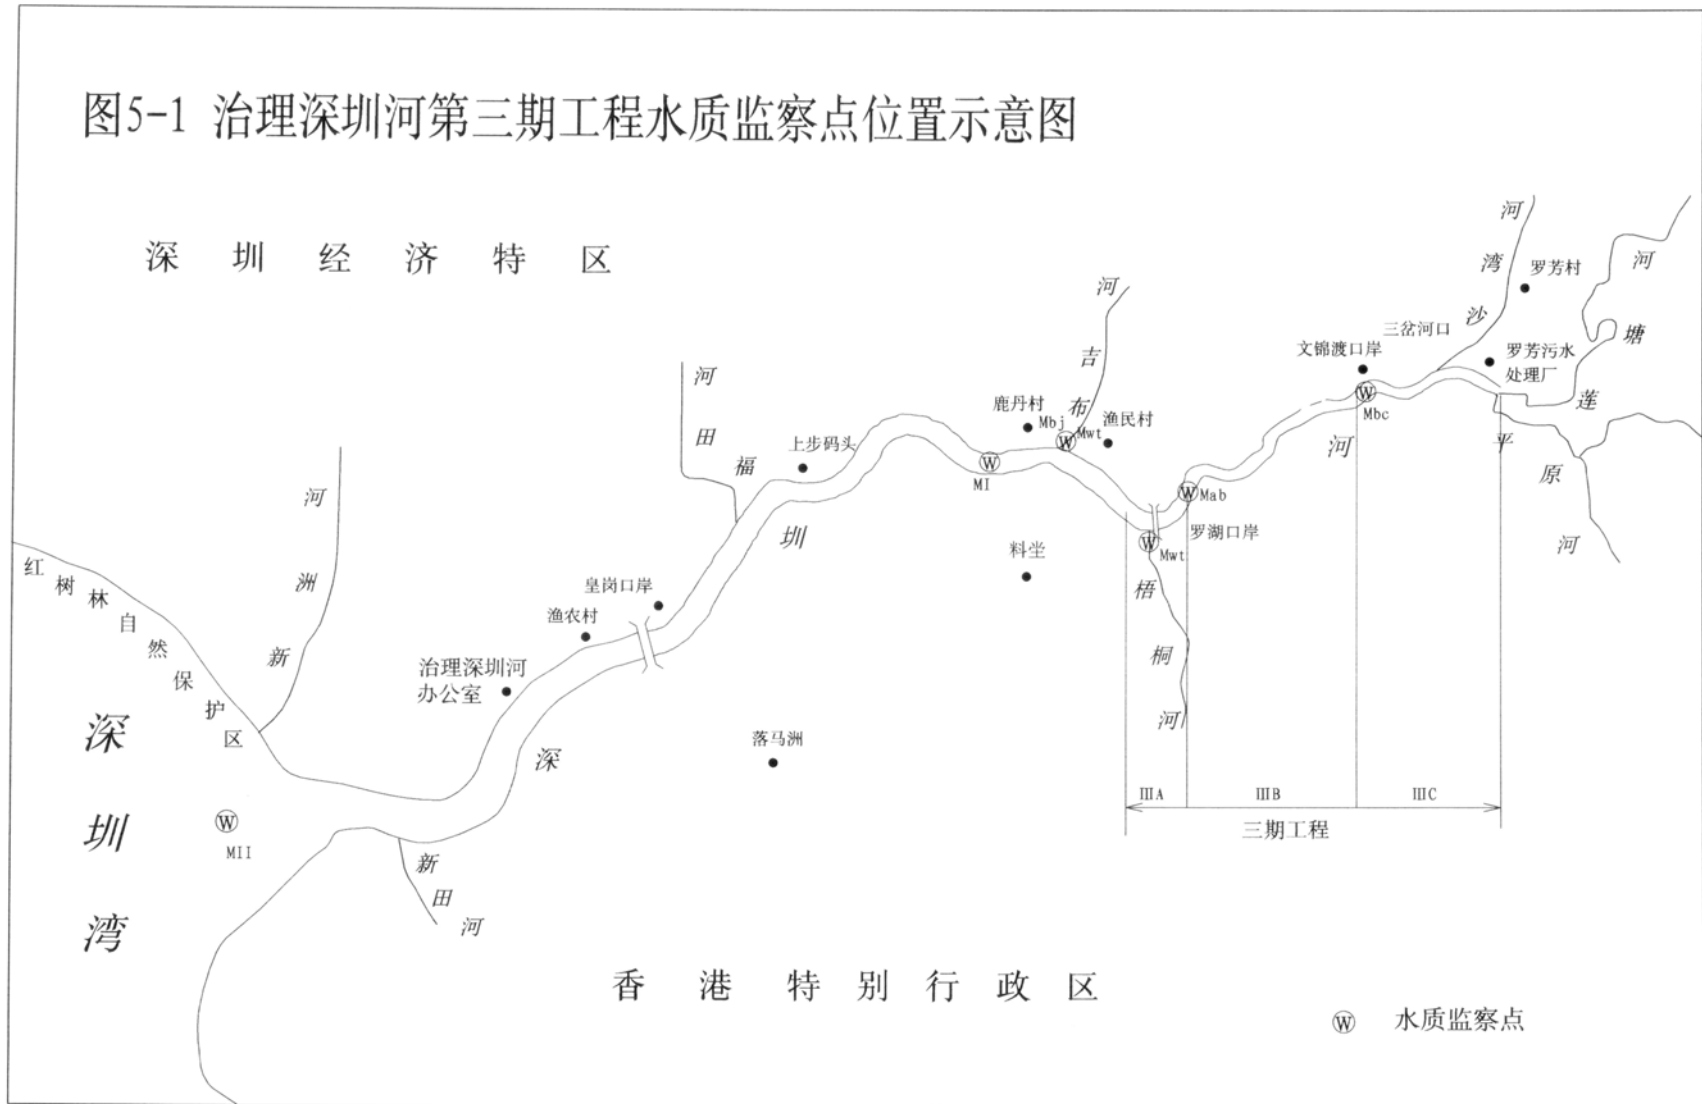 图5-1 治理深圳河第三期工程水质监察点位置示意图
深圳经济特区
河湾沙
罗芳村
河塘莲
三岔河口
文锦渡口岸
罗芳污水
处理厂
Mbc
河吉布
河田福
鹿丹村
Mbj
Mwt
渔民村
上步码头
MI
Mab
罗湖口岸
Mwt
梧桐河
平原河
料坐
深圳河
皇岗口岸
渔农村
治理深圳河
办公室
落马洲
河洲新
红树林自然保护区
深圳湾
MII
新田河
IIIA
IIIB
IIIC
三期工程
香港特别行政区
W 水质监察点